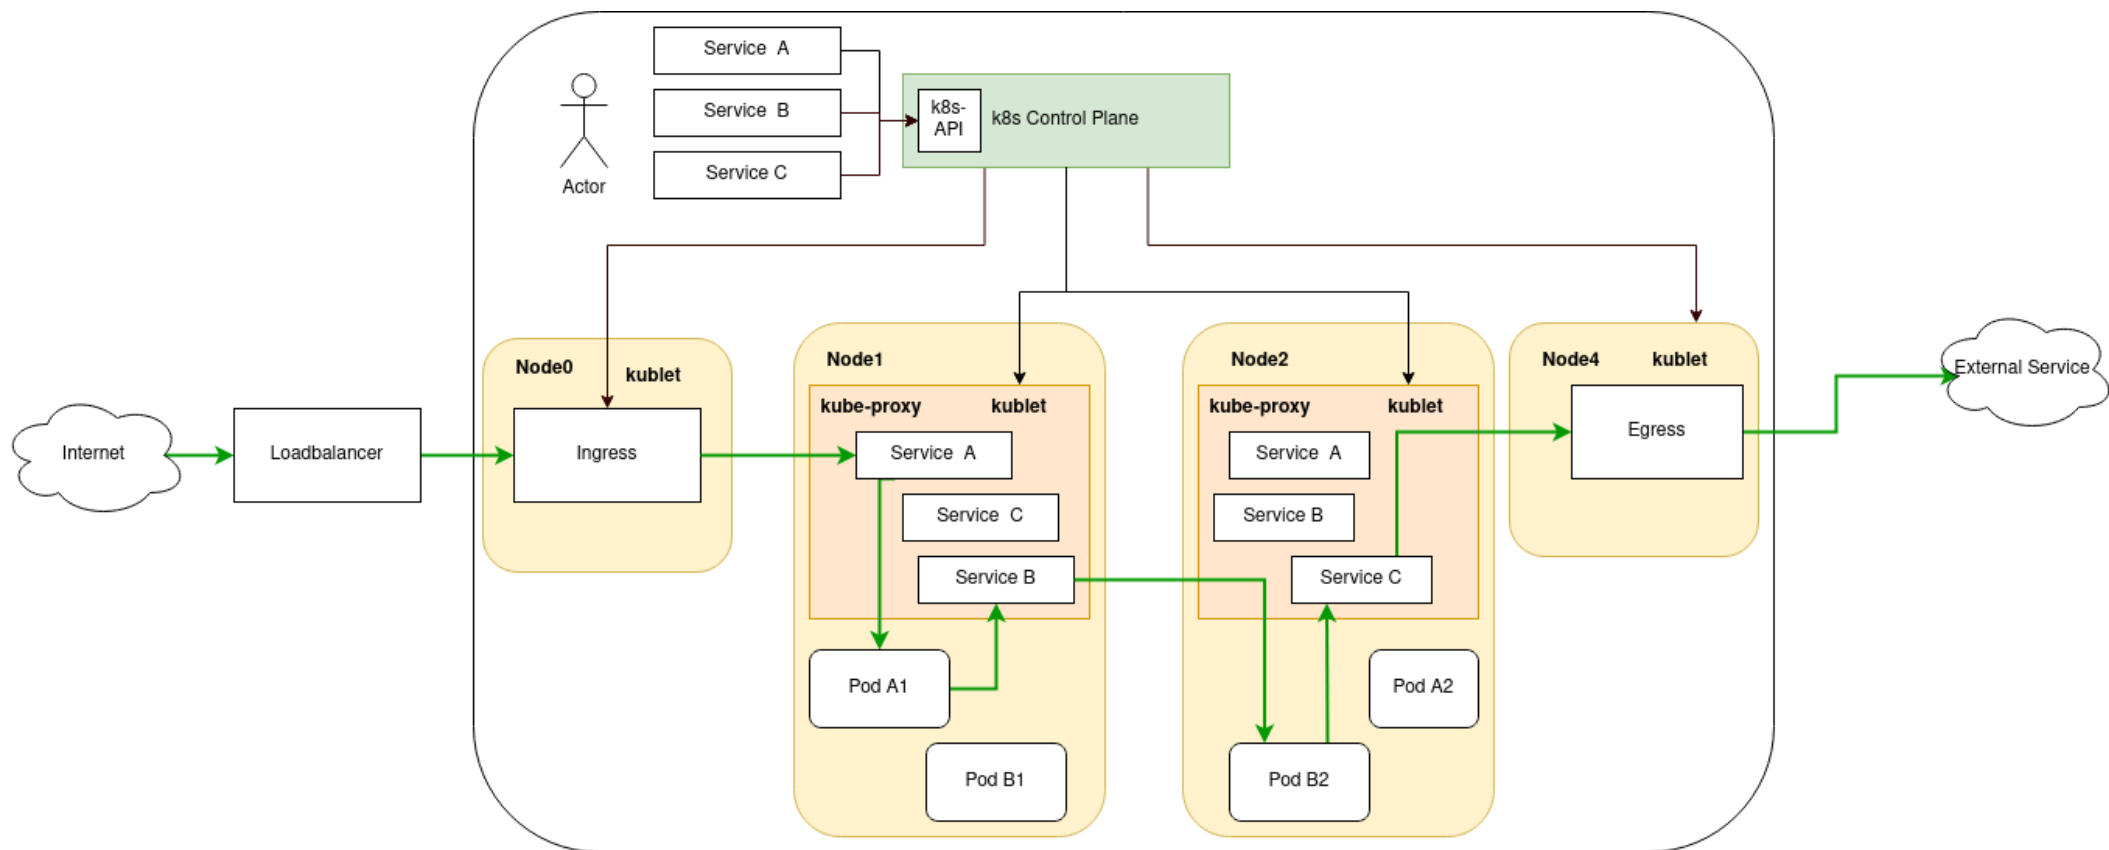 Service  A
Service  B
Service C
Actor
k8s-
API
k8s Control Plane
Internet
Loadbalancer
Node0
kublet
Ingress
Node1
kube-proxy
kublet
Service  A
Service  C
Service B
Pod A1
Pod B1
Node2
kube-proxy
kublet
Service  A
Service B
Service C
Pod A2
Pod B2
Node4
kublet
Egress
External Service